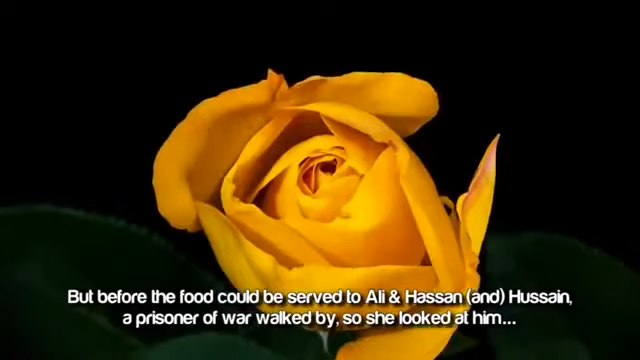 But before the food could be served to Ali & Hassan (and) Hussain,
a prisoner of war walked by, so she looked at him...